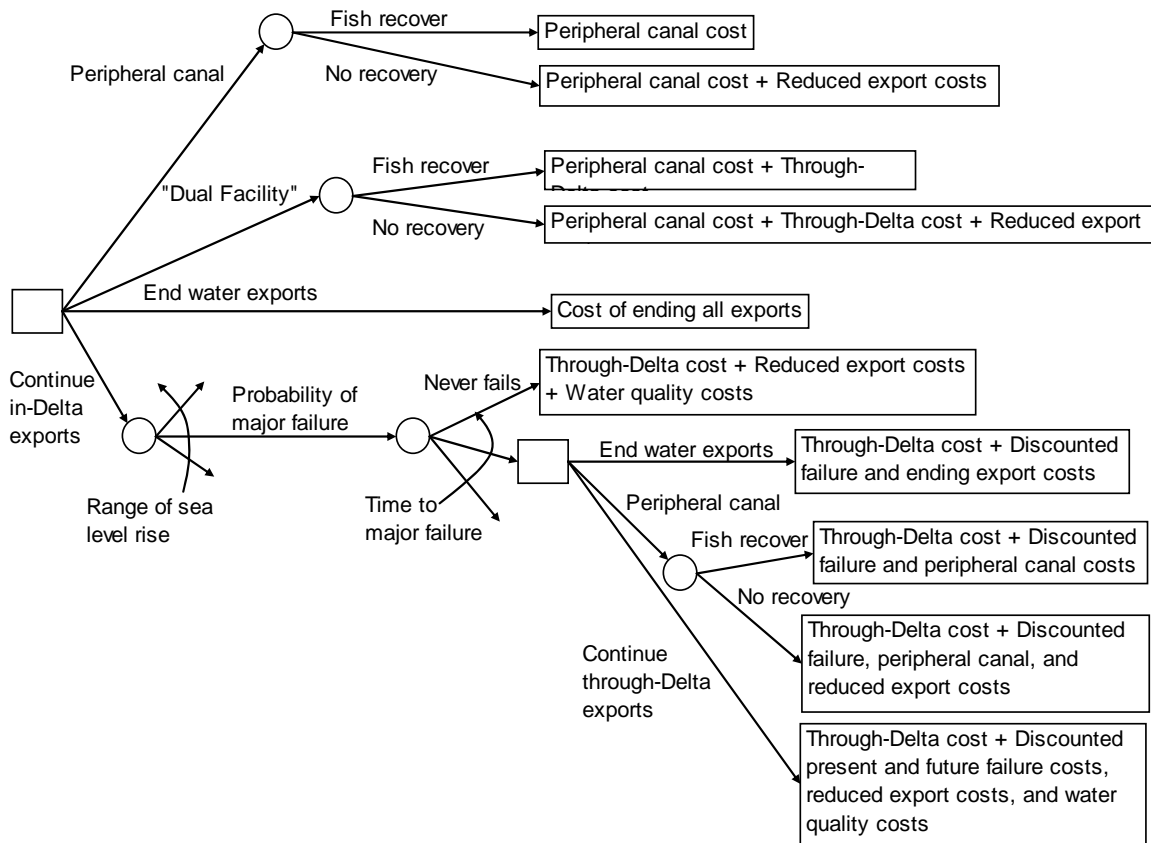 Fish recover
Peripheral canal cost
Peripheral canal
No recovery
Peripheral canal cost + Reduced export costs
"Dual Facility"
Fish recover
Peripheral canal cost + Through-
No recovery
Peripheral canal cost + Through-Delta cost + Reduced export
End water exports
Cost of ending all exports
Continue
in-Delta
exports
Range of sea
level rise
Probability of
major failure
Never fails
Through-Delta cost + Reduced export costs
+ Water quality costs
Time to
major failure
End water exports
Through-Delta cost + Discounted
failure and ending export costs
Peripheral canal
Fish recover
Through-Delta cost + Discounted
failure and peripheral canal costs
No recovery
Through-Delta cost + Discounted
failure, peripheral canal, and
reduced export costs
Continue
through-Delta
exports
Through-Delta cost + Discounted
present and future failure costs,
reduced export costs, and water
quality costs